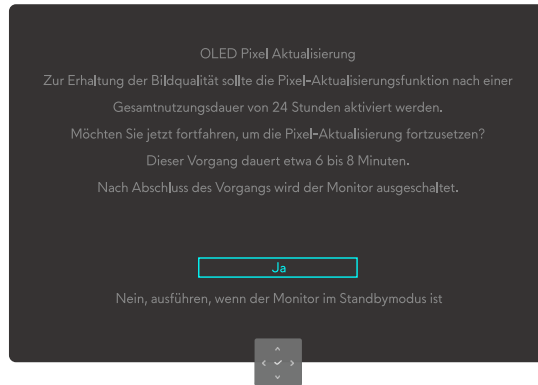 OLED Pixel Aktualisierung
Zur Erhaltung der Bildqualität sollte die Pixel-Aktualisierungsfunktion nach einer
Gesamtnutzungsdauer von 24 Stunden aktiviert werden.
Möchten Sie jetzt fortfahren, um die Pixel-Aktualisierung fortzusetzen?
Dieser Vorgang dauert etwa 6 bis 8 Minuten.
Nach Abschluss des Vorgangs wird der Monitor ausgeschaltet.
Ja
Nein, ausführen, wenn der Monitor im Standbymodus ist